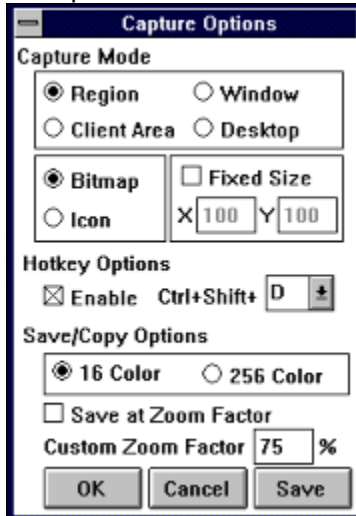 Capture Options
Capture Mode
Region Window
Client Area Desktop
Bitmap Fixed Size
Icon X 100 Y 100
Hotkey Options
Enable Ctrl+Shift+ D
Save/Copy Options
16 Color 256 Color
Save at Zoom Factor
Custom Zoom Factor 75 %
OK Cancel Save